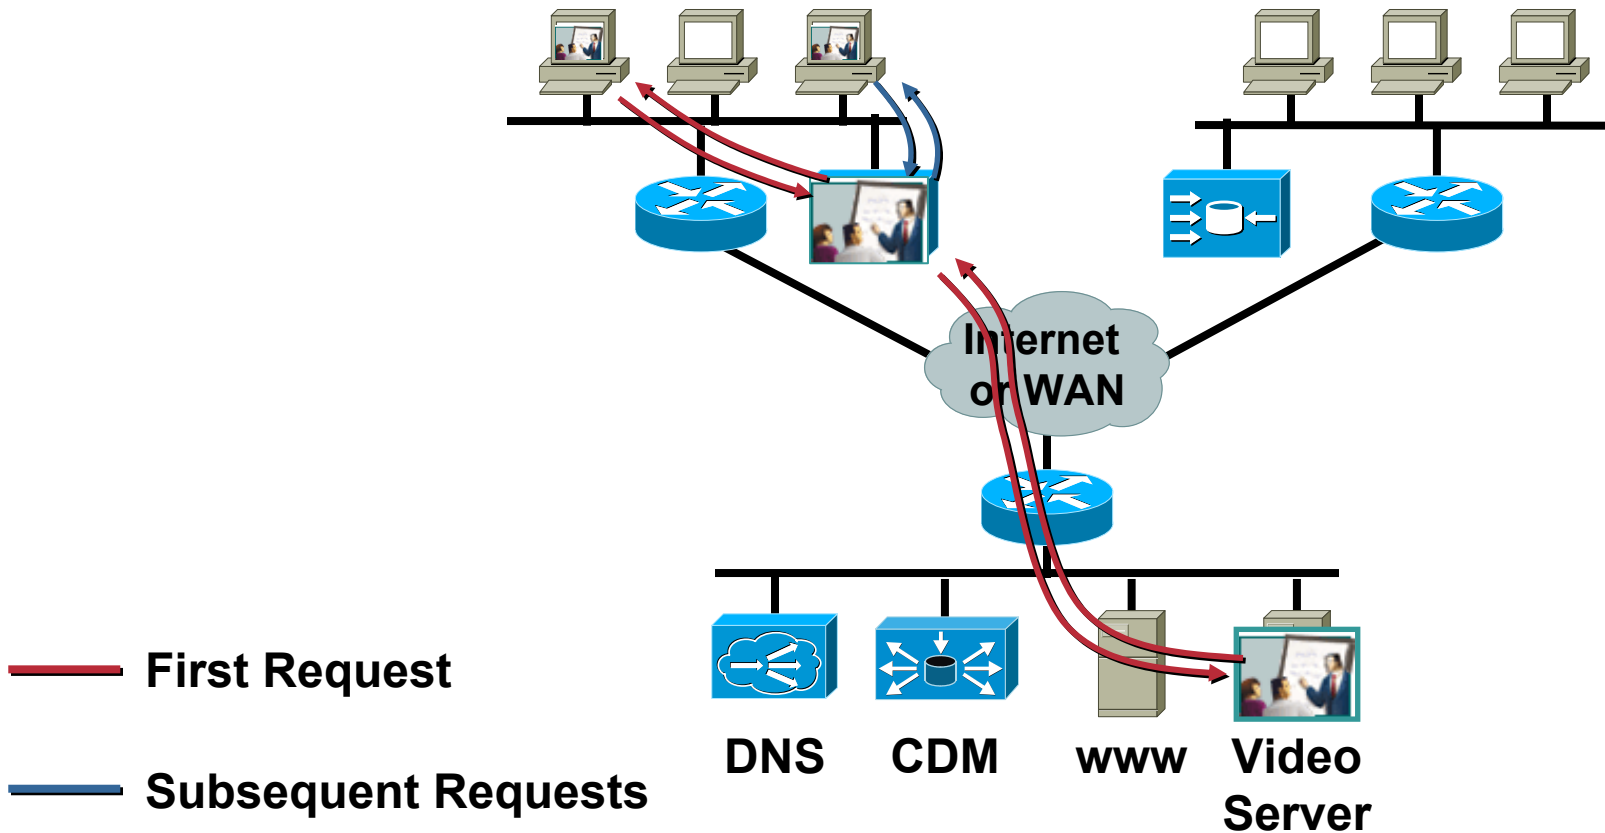 Internet
or WAN
First Request
Subsequent Requests
DNS
CDM
www
Video
Server